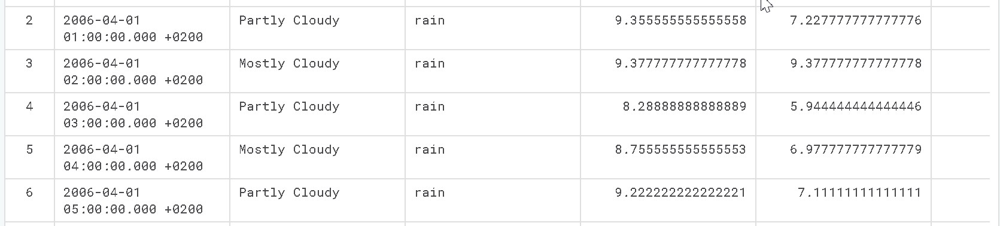 2 2006-04-01 Partly Cloudy rain 9.355555555555558 7.227777777777776
01:00:00.000 +0200
3 2006-04-01 Mostly Cloudy rain 9.377777777777778 9.377777777777778
02:00:00.000 +0200
4 2006-04-01 Partly Cloudy rain 8.28888888888889 5.944444444444446
03:00:00.000 +0200
5 2006-04-01 Mostly Cloudy rain 8.755555555555553 6.977777777777779
04:00:00.000 +0200
6 2006-04-01 Partly Cloudy rain 9.222222222222221 7.11111111111111
05:00:00.000 +0200